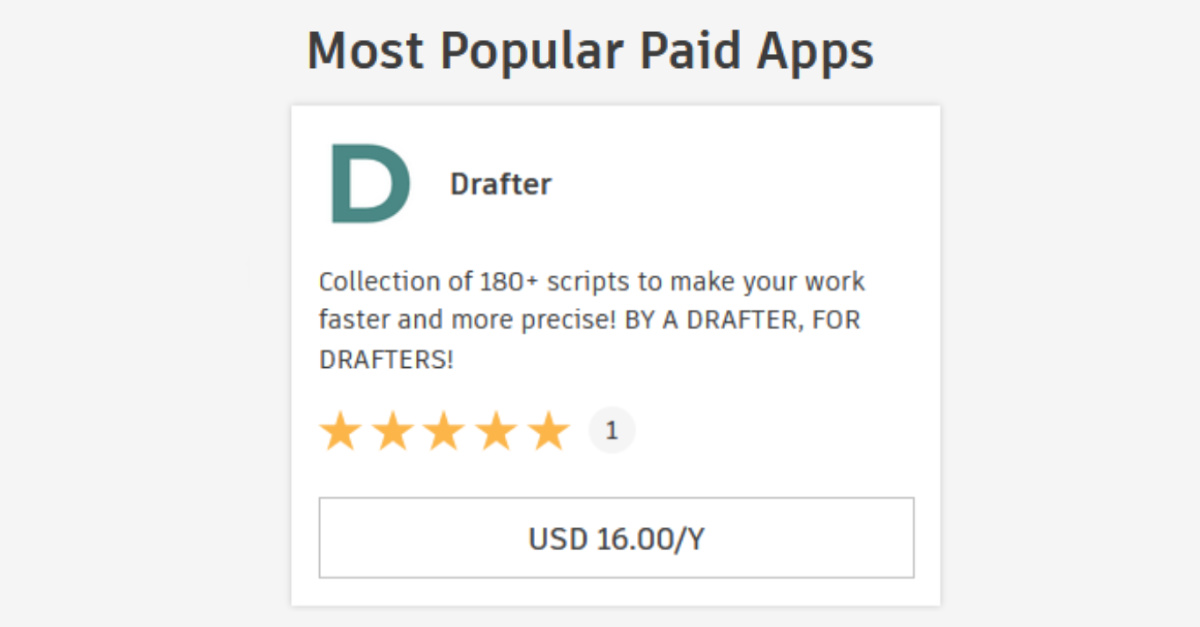 Most Popular Paid Apps
D
Drafter
Collection of 180+ scripts to make your work
faster and more precise! BY A DRAFTER, FOR
DRAFTERS!
1
USD 16.00/Y